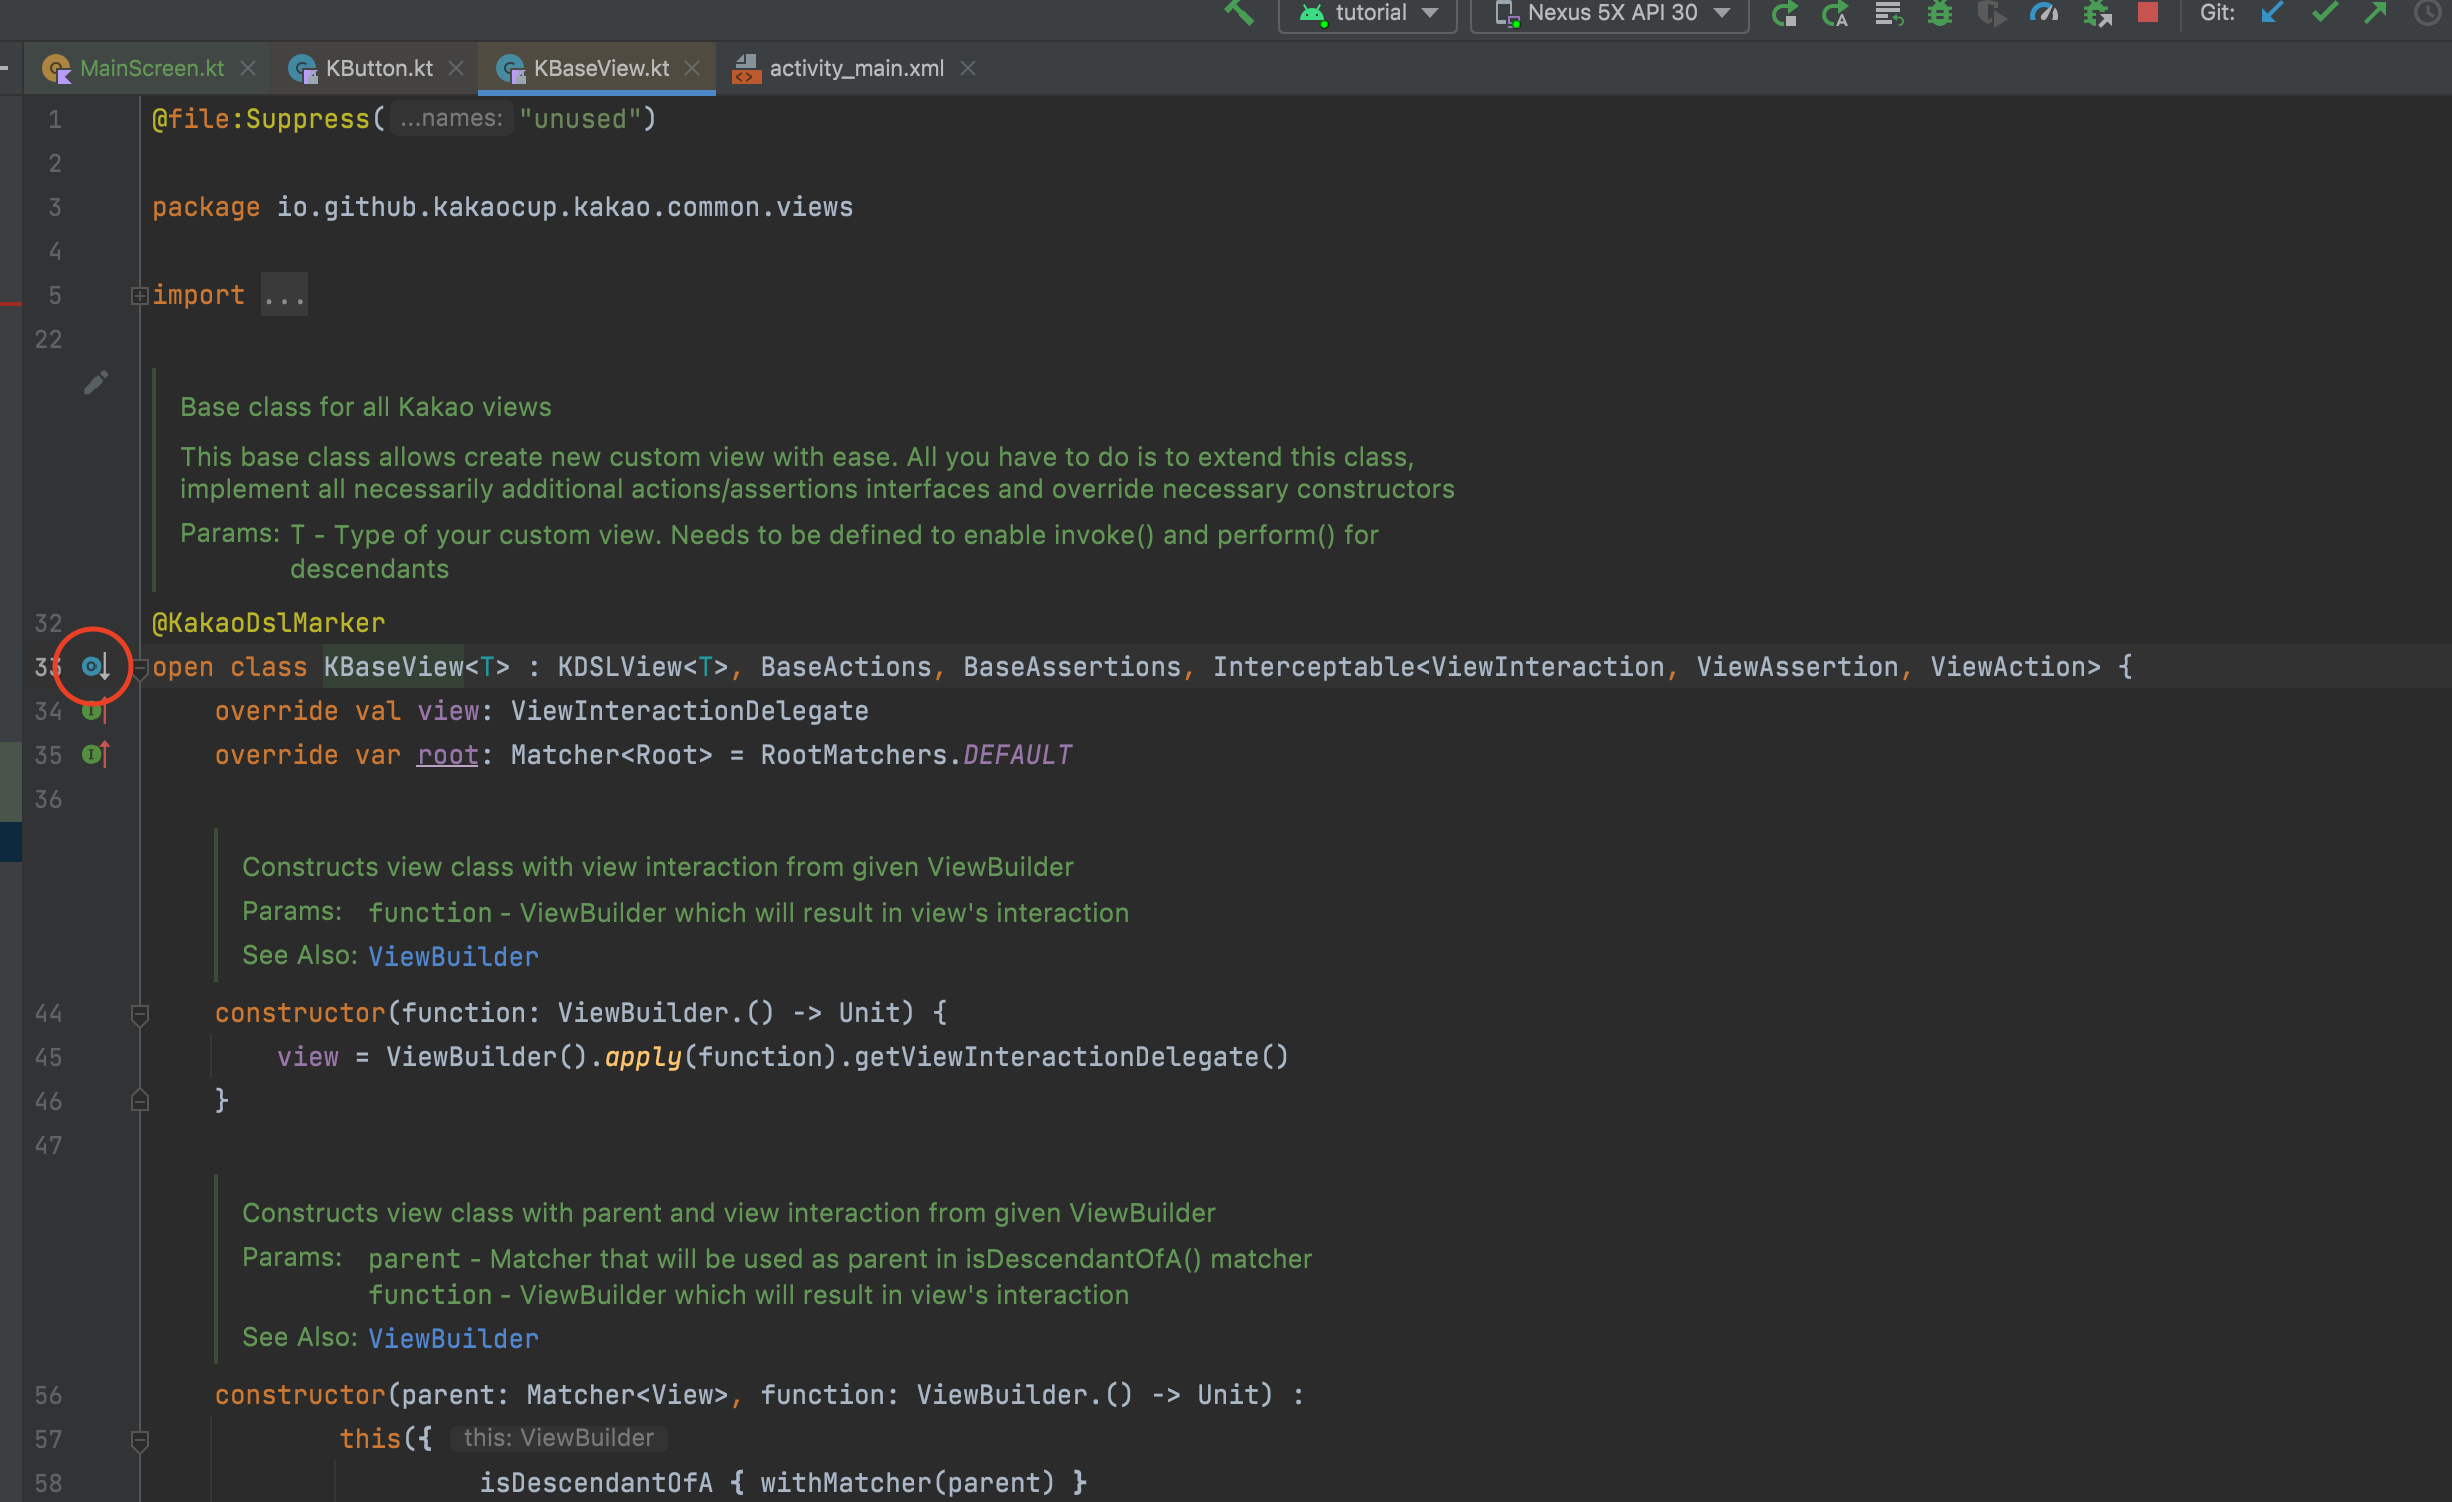 tutorial
Nexus 5X API 30
Git:
MainScreen.kt
KButton.kt
KBaseView.kt
activity_main.xml
1 @file:Suppress( ...names: "unused")
2
3 package io.github.kakaocup.kakao.common.views
4
5 import ...
22
Base class for all Kakao views
This base class allows create new custom view with ease. All you have to do is to extend this class,
implement all necessarily additional actions/assertions interfaces and override necessary constructors
Params: T - Type of your custom view. Needs to be defined to enable invoke() and perform() for
descendants
32 @KakaoDslMarker
33 open class KBaseView<T> : KDSLView<T>, BaseActions, BaseAssertions, Interceptable<ViewInteraction, ViewAssertion, ViewAction> {
34 override val view: ViewInteractionDelegate
35 override var root: Matcher<Root> = RootMatchers.DEFAULT
36
Constructs view class with view interaction from given ViewBuilder
Params: function - ViewBuilder which will result in view's interaction
See Also: ViewBuilder
44 constructor(function: ViewBuilder.() -> Unit) {
45 view = ViewBuilder().apply(function).getViewInteractionDelegate()
46 }
47
Constructs view class with parent and view interaction from given ViewBuilder
Params: parent - Matcher that will be used as parent in isDescendantOfA() matcher
function - ViewBuilder which will result in view's interaction
See Also: ViewBuilder
56 constructor(parent: Matcher<View>, function: ViewBuilder.() -> Unit) :
57 this({ this: ViewBuilder
58 isDescendantOfA { withMatcher(parent) }